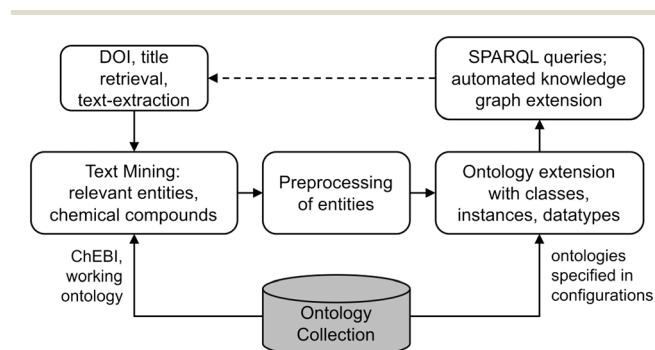 DOI, title
retrieval,
text-extraction
SPARQL queries;
automated knowledge
graph extension
Text Mining:
relevant entities,
chemical compounds
Preprocessing
of entities
Ontology extension
with classes,
instances, datatypes
ChEBI,
working
ontology
ontologies
specified in
configurations
Ontology
Collection